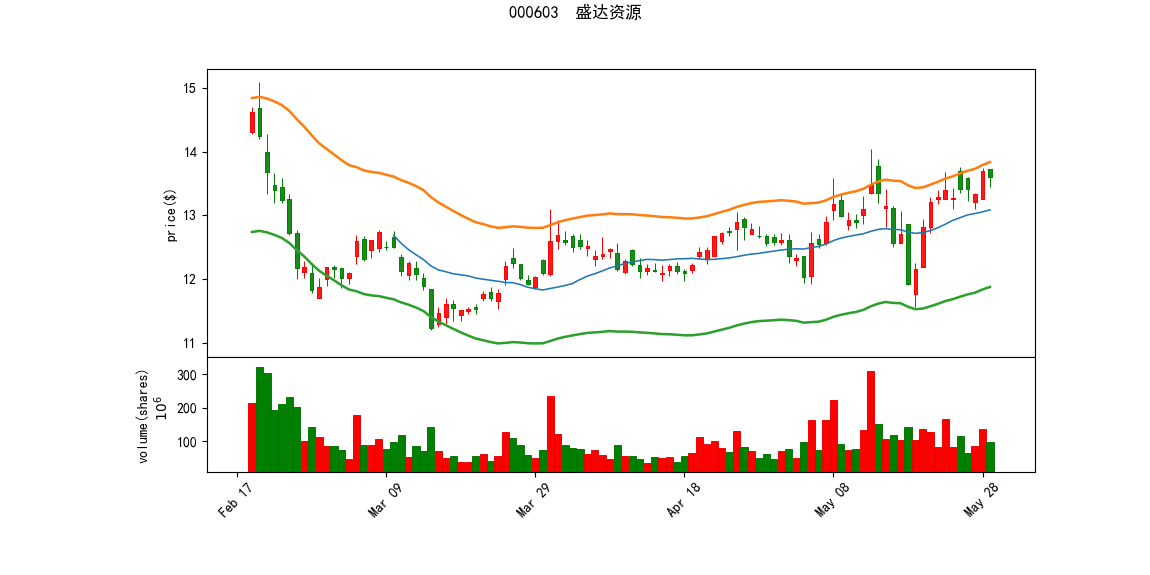 000603 盛达资源
price($)
15
14
13
12
11
volume(shares)
10^6
300
200
100
Feb 17
Mar 09
Mar 29
Apr 18
May 08
May 28